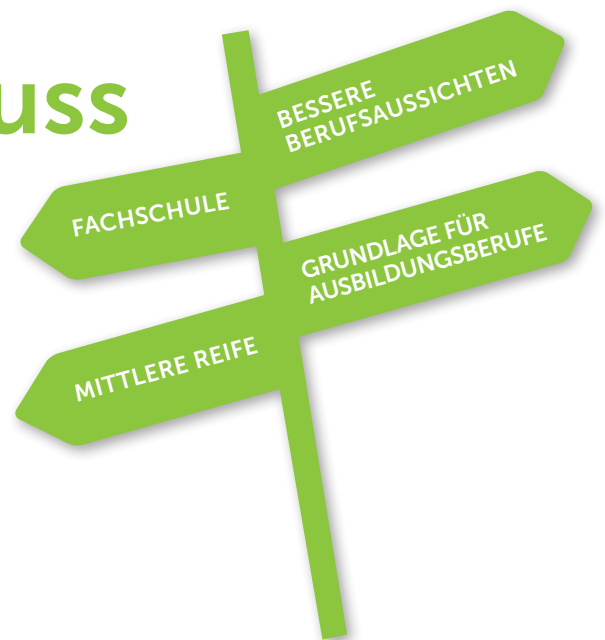 uss
BESSERE
BERUFSAUSSICHTEN
FACHSCHULE
GRUNDLAGE FÜR
AUSBILDUNGSBERUFE
MITTLERE REIFE